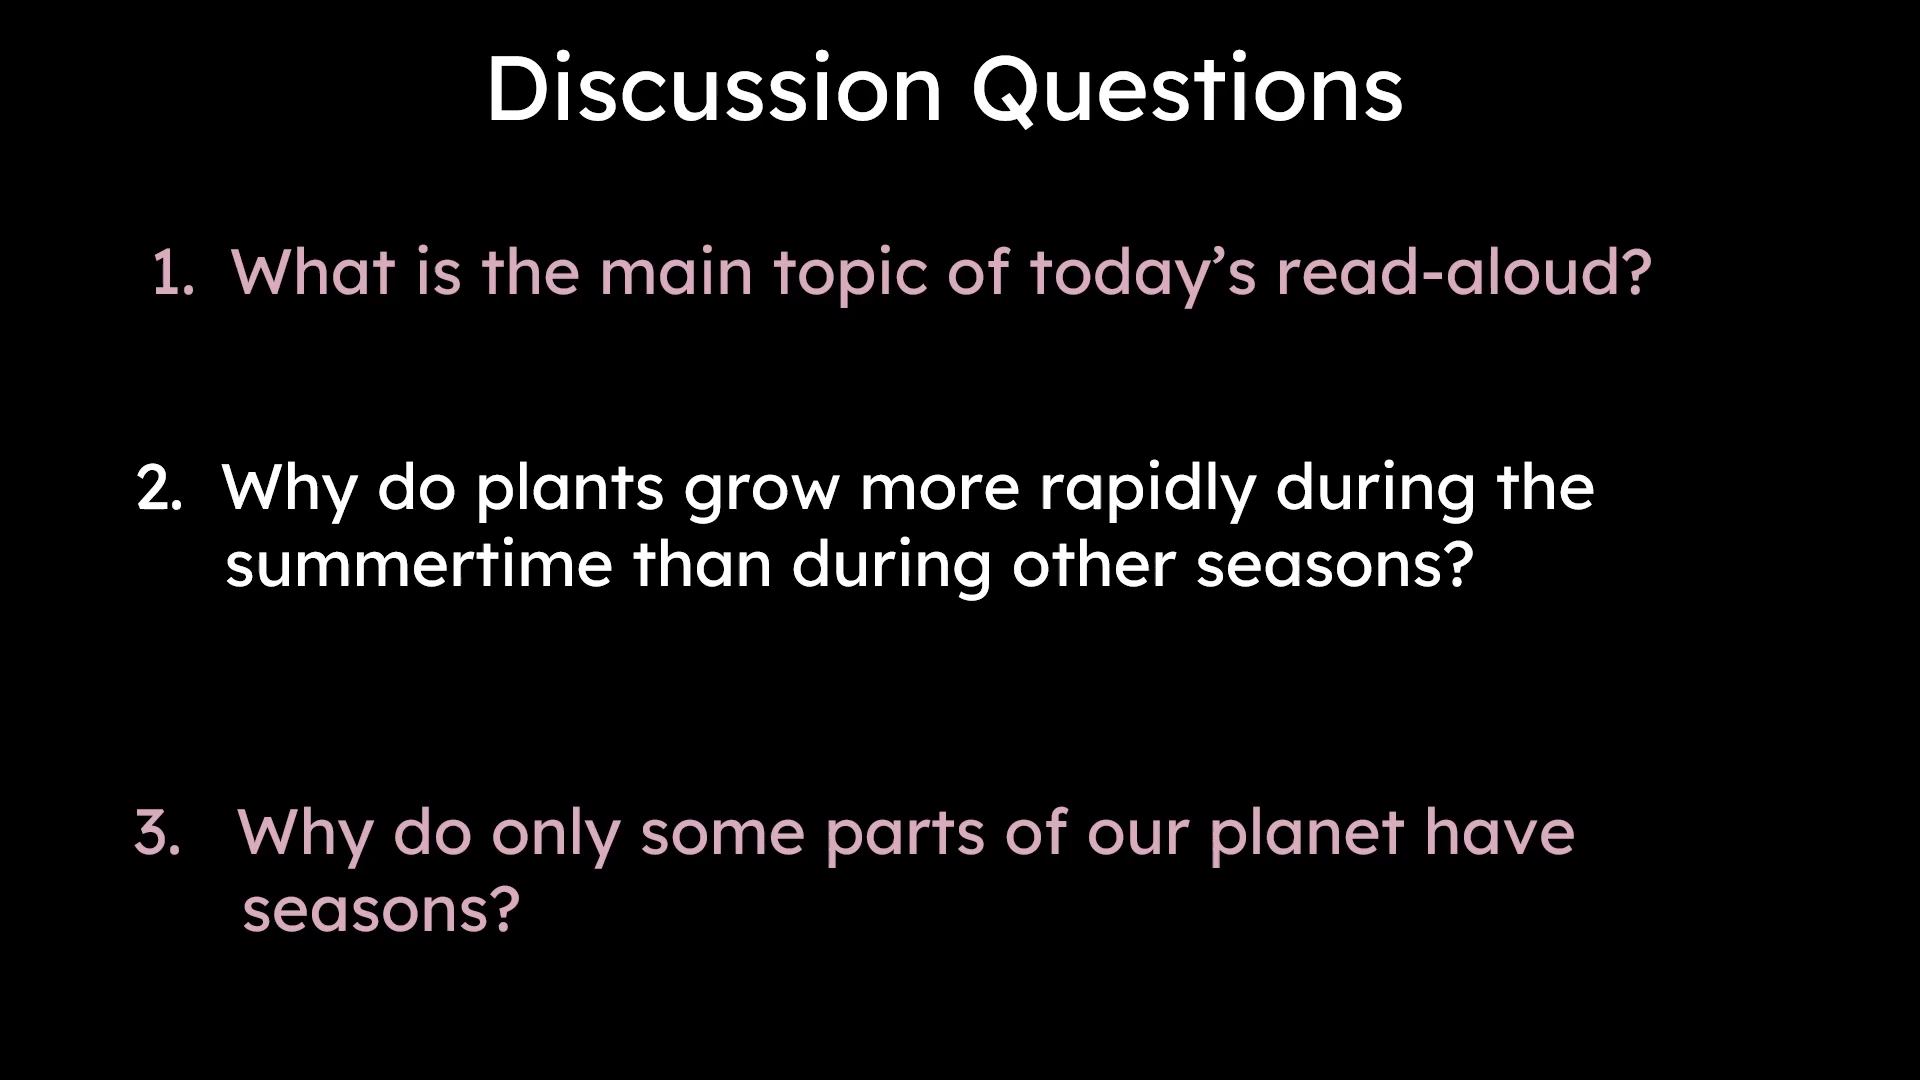 Discussion Questions
1. What is the main topic of today’s read-aloud?
2. Why do plants grow more rapidly during the
summertime than during other seasons?
3. Why do only some parts of our planet have
seasons?